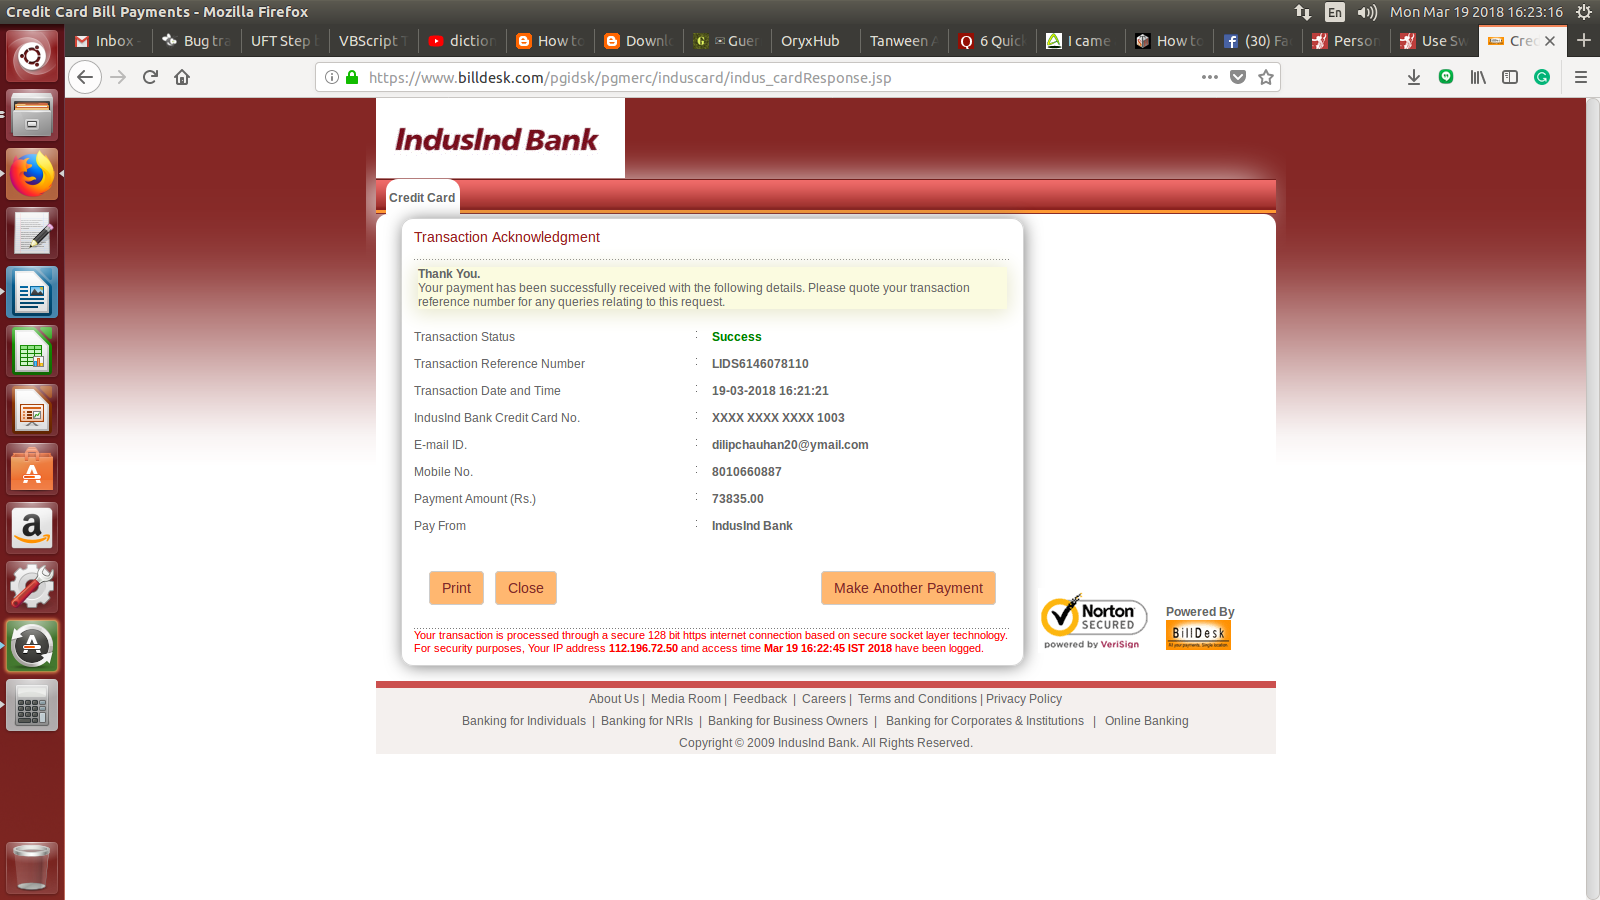 Credit Card Bill Payments - Mozilla Firefox
En
Mon Mar 19 2018 16:23:16
Inbox
Bug tra
UFT Step
VBScript
diction
How to
Downl
Guer
OryxHub
Tanween
6 Quick
I came
How to
(30) Fa
Person
Use Sw
Cred
https://www.billdesk.com/pgidsk/pgmerc/induscard/indus_cardResponse.jsp
IndusInd Bank
Credit Card
Transaction Acknowledgment
Thank You.
Your payment has been successfully received with the following details. Please quote your transaction
reference number for any queries relating to this request.
Transaction Status : Success
Transaction Reference Number : LIDS6146078110
Transaction Date and Time : 19-03-2018 16:21:21
IndusInd Bank Credit Card No. : XXXX XXXX XXXX 1003
E-mail ID. : dilipchauhan20@ymail.com
Mobile No. : 8010660887
Payment Amount (Rs.) : 73835.00
Pay From : IndusInd Bank
Print
Close
Make Another Payment
Norton
SECURED
powered by VeriSign
Powered By
BillDesk
Your transaction is processed through a secure 128 bit https internet connection based on secure socket layer technology.
For security purposes, Your IP address 112.196.72.50 and access time Mar 19 16:22:45 IST 2018 have been logged.
About Us | Media Room | Feedback | Careers | Terms and Conditions | Privacy Policy
Banking for Individuals | Banking for NRIs | Banking for Business Owners | Banking for Corporates & Institutions | Online Banking
Copyright © 2009 IndusInd Bank. All Rights Reserved.